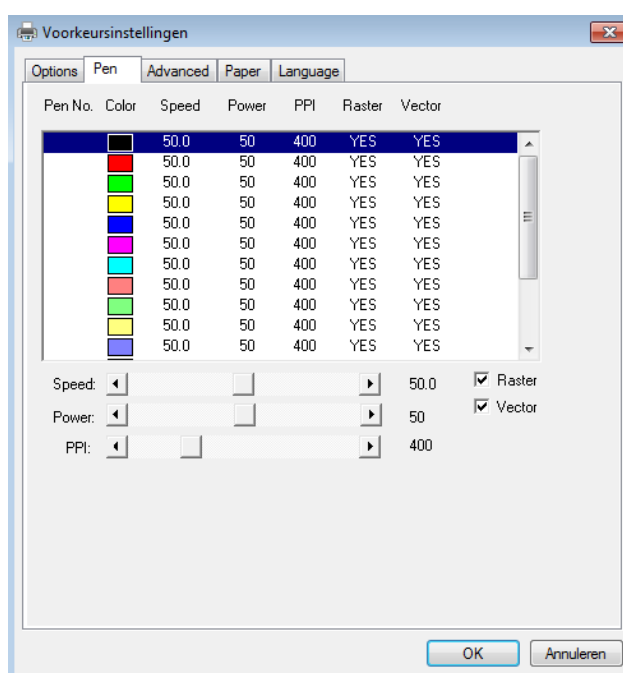 Voorkeursinstellingen
Options Pen Advanced Paper Language
Pen No. Color Speed Power PPI Raster Vector
50.0 50 400 YES YES
50.0 50 400 YES YES
50.0 50 400 YES YES
50.0 50 400 YES YES
50.0 50 400 YES YES
50.0 50 400 YES YES
50.0 50 400 YES YES
50.0 50 400 YES YES
50.0 50 400 YES YES
50.0 50 400 YES YES
50.0 50 400 YES YES
Speed: 50.0 Raster
Power: 50 Vector
PPI: 400
OK Annuleren